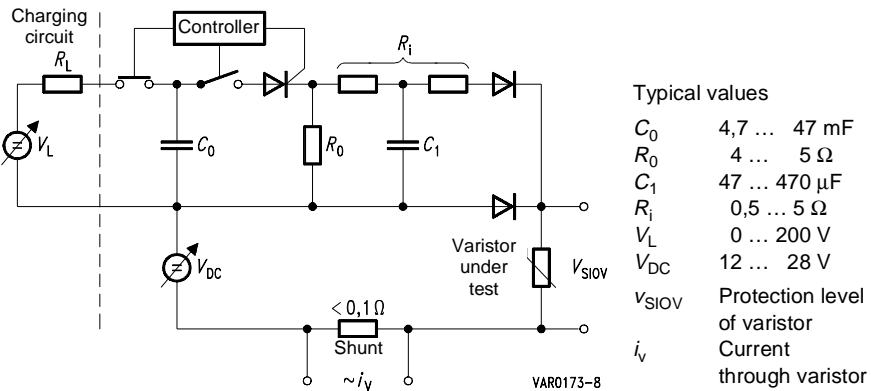 Charging
circuit
Controller
R_L
R_i
V_L
C_0
R_0
C_1
V_DC
Varistor
under
test
V_SIOV
< 0,1 Ω
Shunt
~i_v
VAR0173-8
Typical values
C_0 4,7 ... 47 mF
R_0 4 ... 5 Ω
C_1 47 ... 470 μF
R_i 0,5 ... 5 Ω
V_L 0 ... 200 V
V_DC 12 ... 28 V
v_SIOV Protection level
of varistor
i_v Current
through varistor